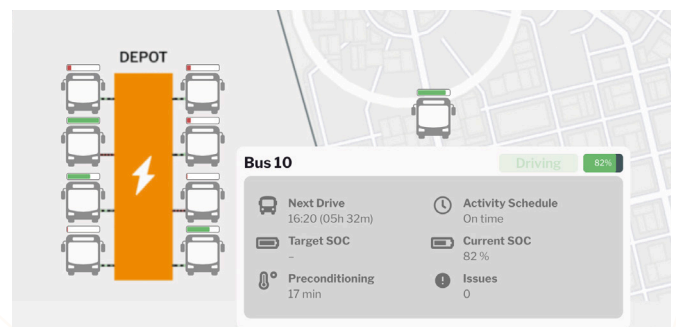 DEPOT
Bus 10
Driving
82%
Next Drive
16:20 (05h 32m)
Activity Schedule
On time
Target SOC
–
Current SOC
82 %
Preconditioning
17 min
Issues
0